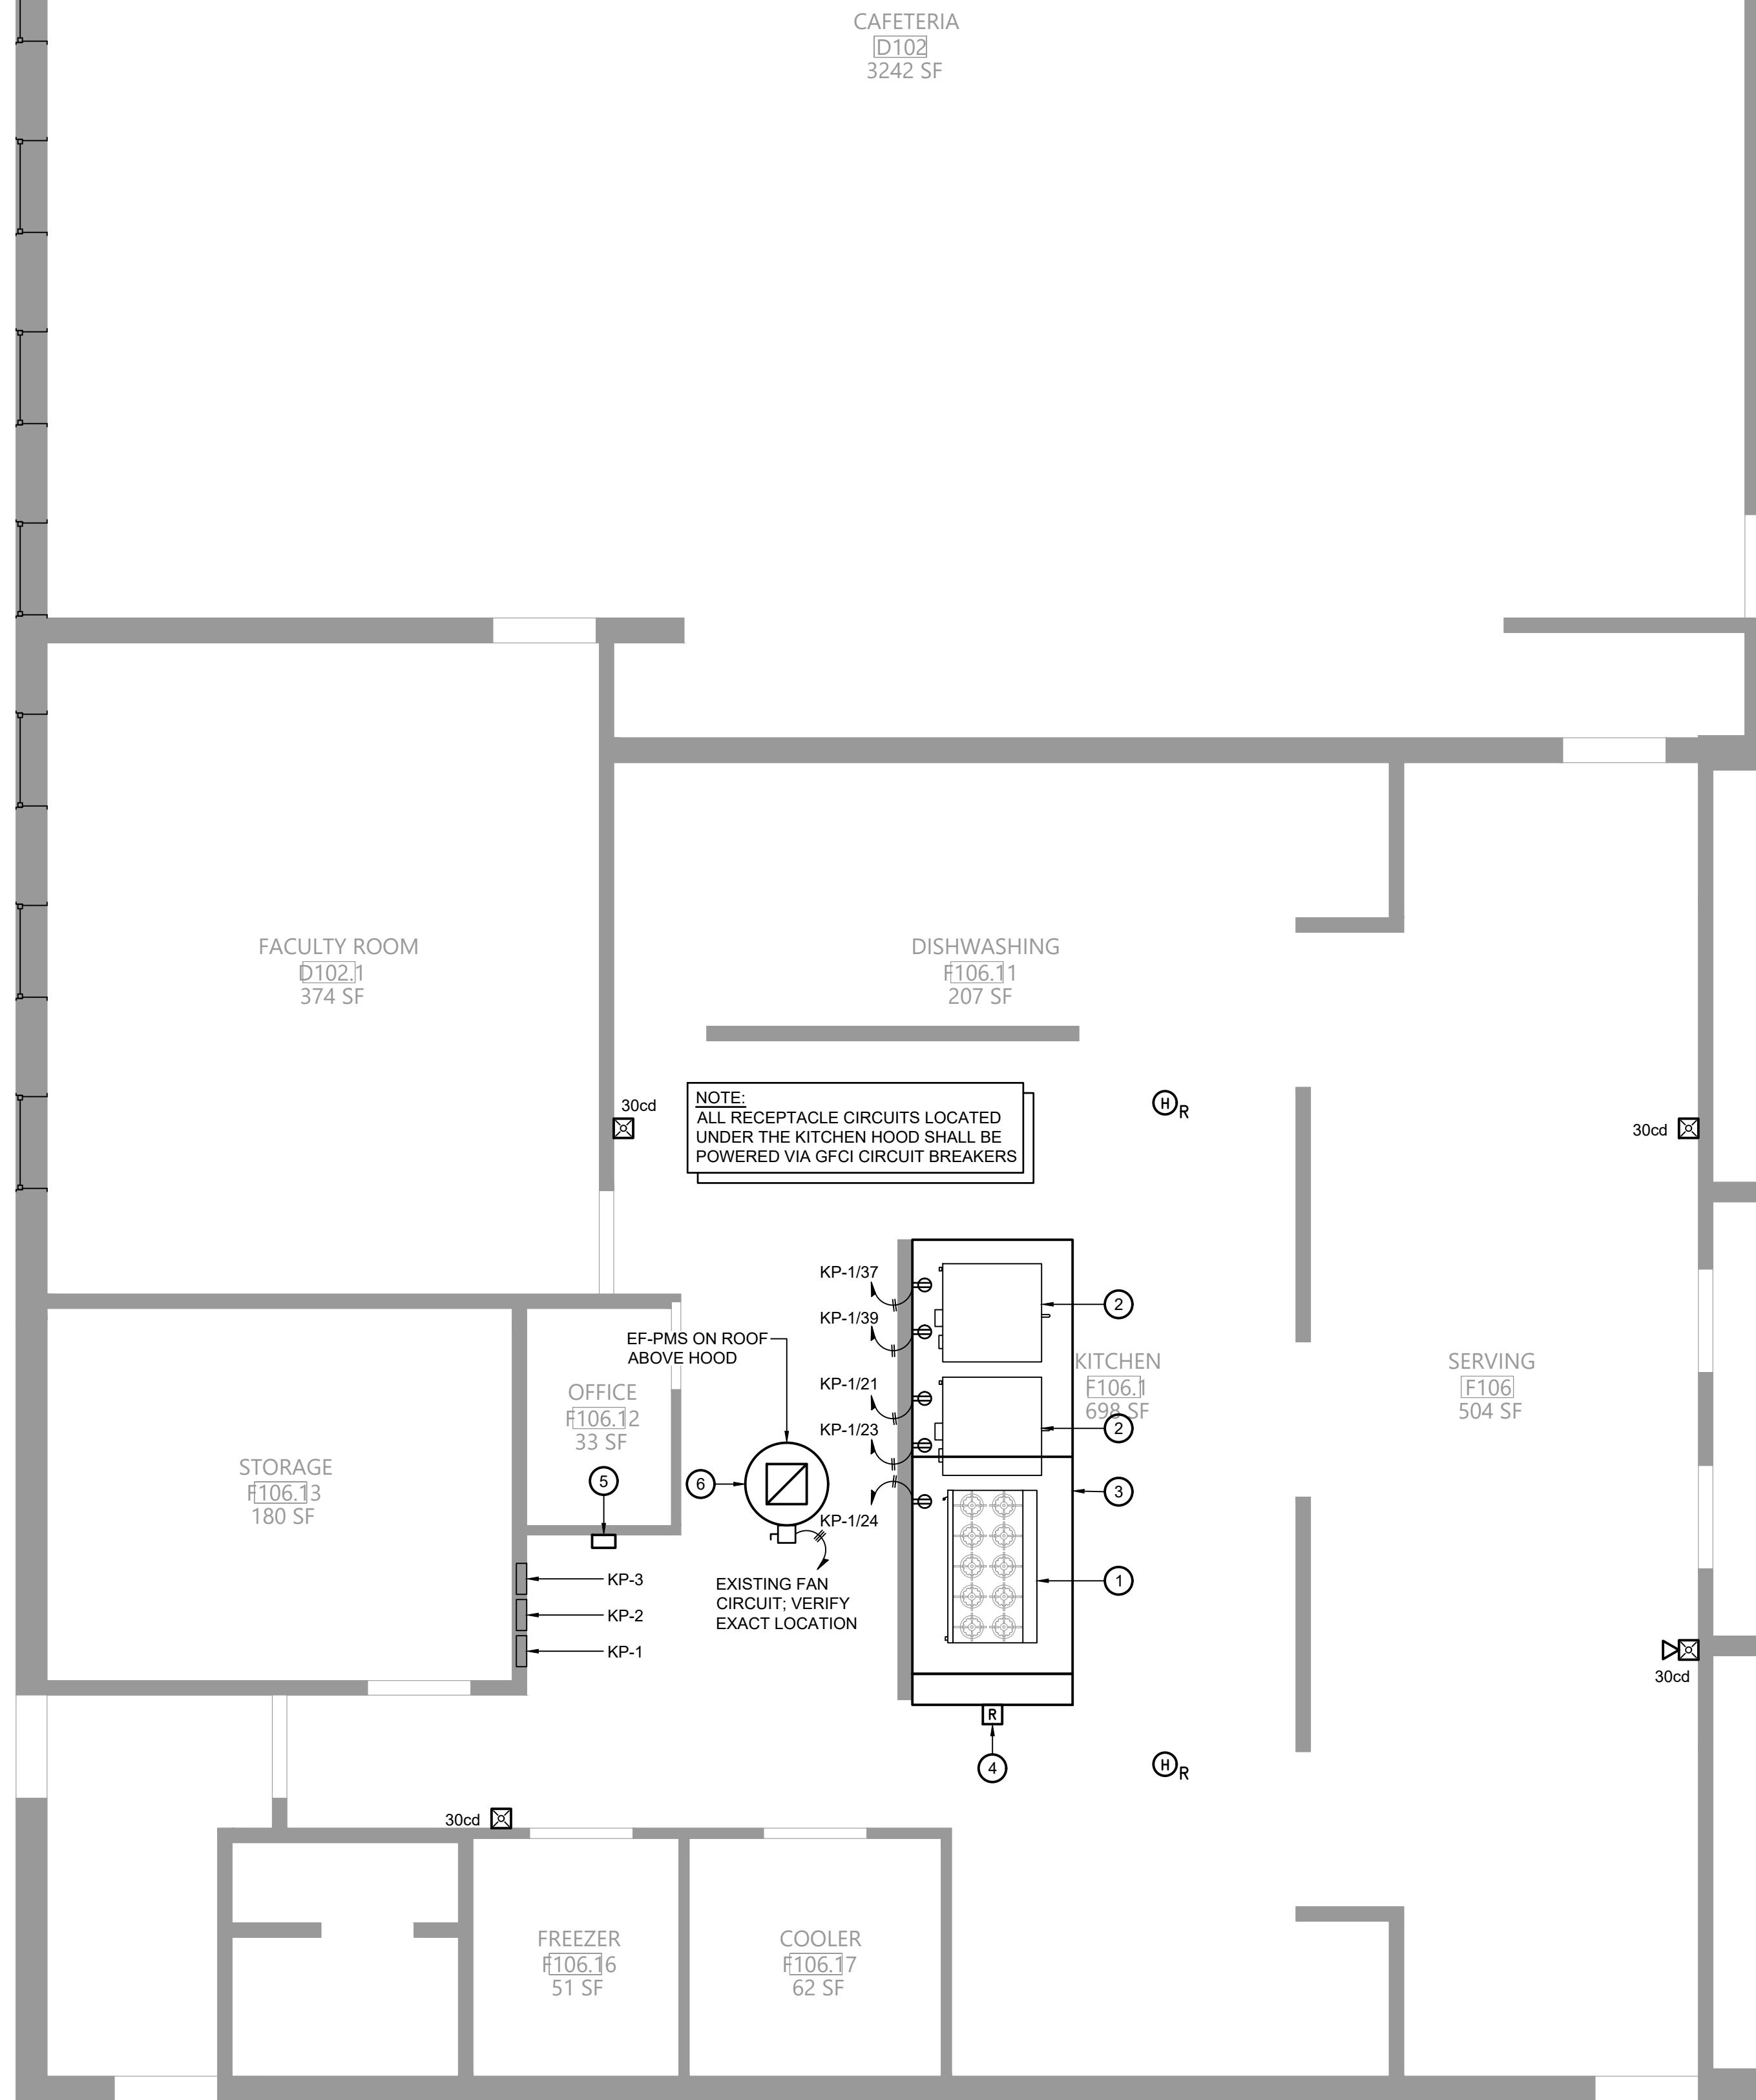 CAFETERIA
D102
3242 SF
FACULTY ROOM
D102.1
374 SF
DISHWASHING
F106.11
207 SF
30cd
NOTE:
ALL RECEPTACLE CIRCUITS LOCATED
UNDER THE KITCHEN HOOD SHALL BE
POWERED VIA GFCI CIRCUIT BREAKERS
H R
30cd
KP-1/37
KP-1/39
KP-1/21
KP-1/23
KP-1/24
2
2
3
1
EF-PMS ON ROOF
ABOVE HOOD
KITCHEN
F106.1
698 SF
SERVING
F106
504 SF
OFFICE
F106.12
33 SF
5
6
STORAGE
F106.13
180 SF
EXISTING FAN
CIRCUIT; VERIFY
EXACT LOCATION
KP-3
KP-2
KP-1
30cd
R
4
H R
30cd
FREEZER
F106.16
51 SF
COOLER
F106.17
62 SF